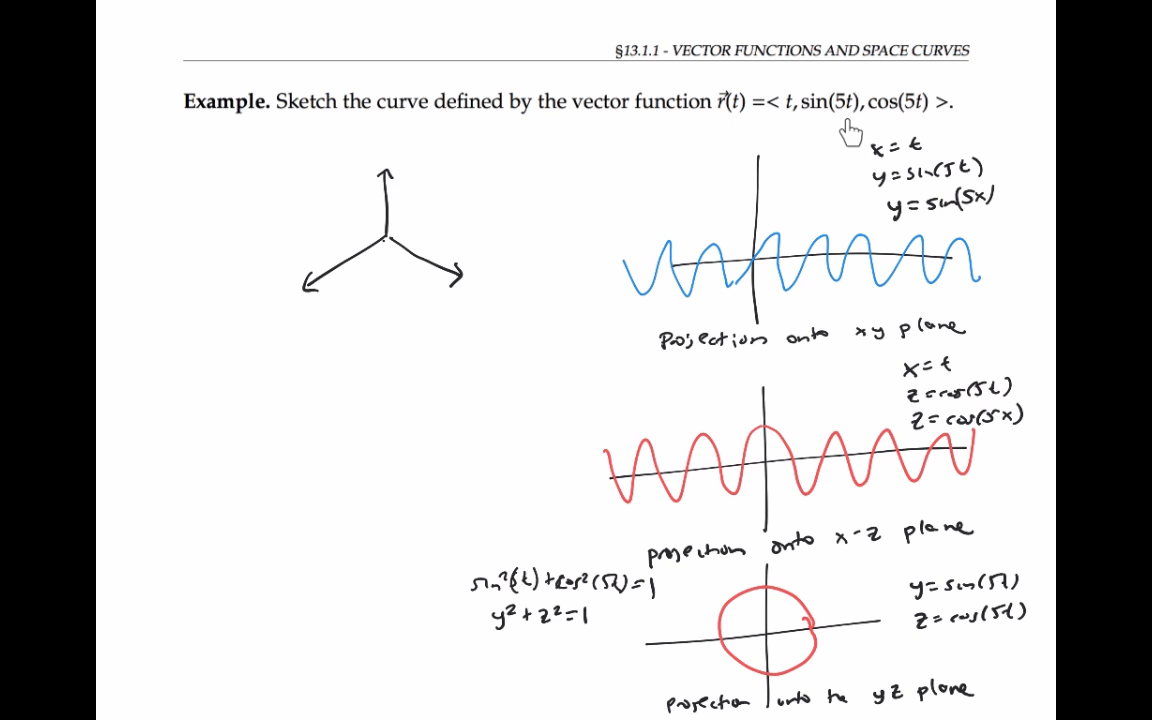 §13.1.1 - VECTOR FUNCTIONS AND SPACE CURVES
Example. Sketch the curve defined by the vector function r⃗(t) =< t, sin(5t), cos(5t) >.
x = t
y = sin(5t)
y = sin(5x)
Projection onto xy plane
x = t
z = cos(5t)
z = cos(5x)
projection onto x-z plane
sin²(t) + cos²(5t) = 1
y² + z² = 1
y = sin(5t)
z = cos(5t)
projection onto the yz plane